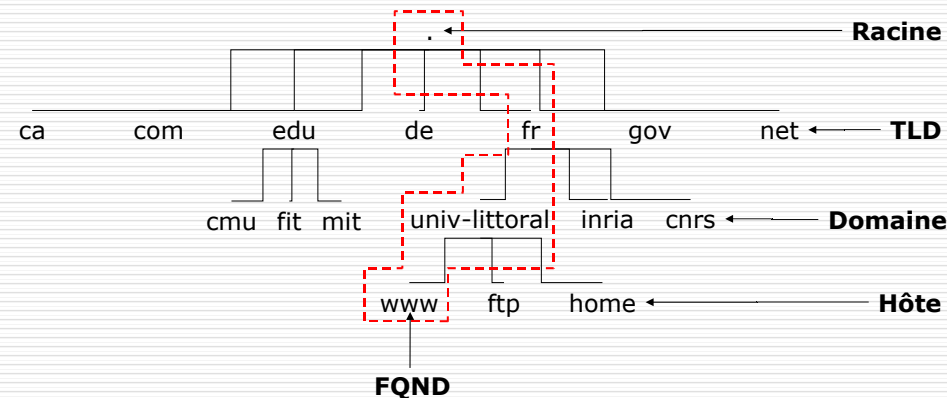 . Racine
ca com edu de fr gov net TLD
cmu fit mit univ-littoral inria cnrs Domaine
www ftp home Hôte
FQND